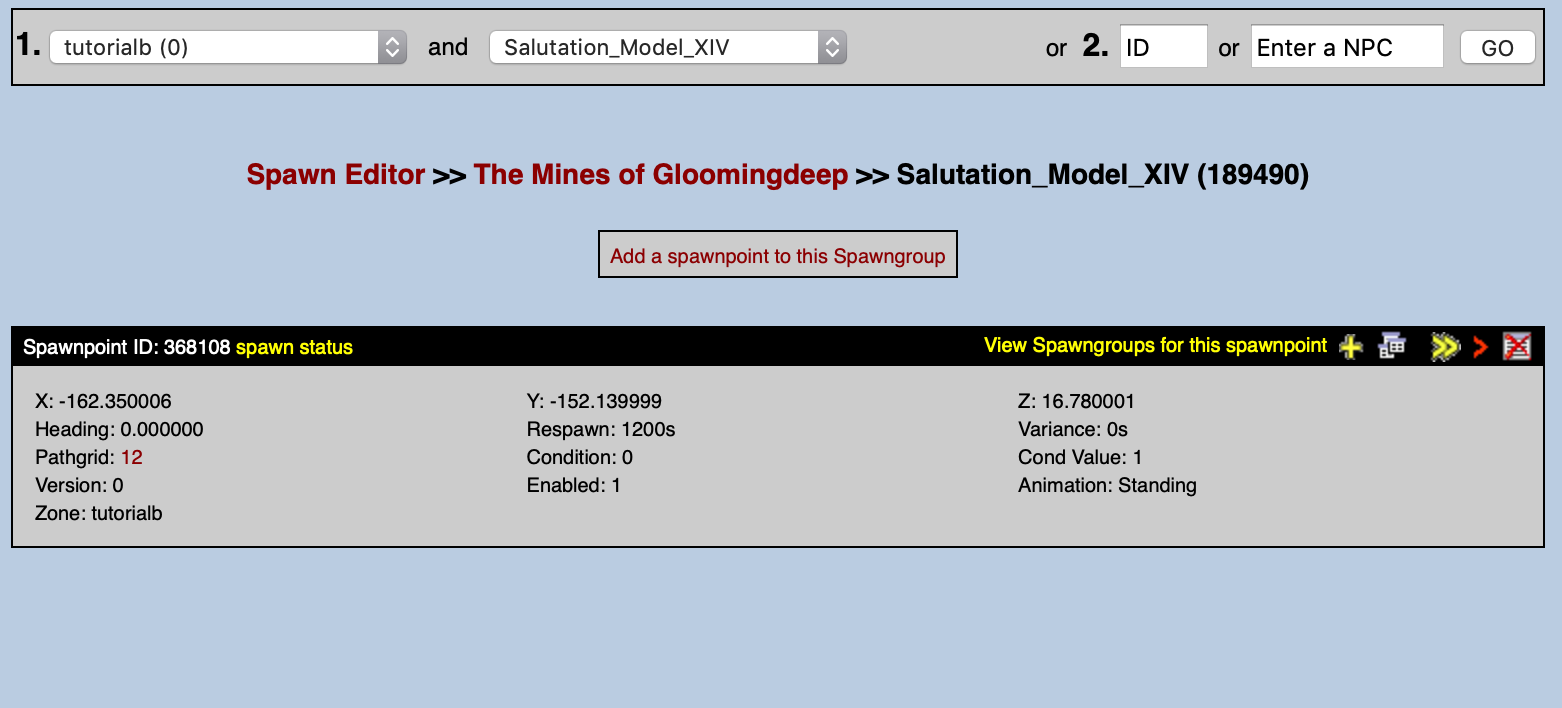 1. tutorialb (0) and Salutation_Model_XIV or 2. ID or Enter a NPC GO
Spawn Editor >> The Mines of Gloomingdeep >> Salutation_Model_XIV (189490)
Add a spawnpoint to this Spawngroup
Spawnpoint ID: 368108 spawn status View Spawngroups for this spawnpoint
X: -162.350006 Y: -152.139999 Z: 16.780001
Heading: 0.000000 Respawn: 1200s Variance: 0s
Pathgrid: 12 Condition: 0 Cond Value: 1
Version: 0 Enabled: 1 Animation: Standing
Zone: tutorialb